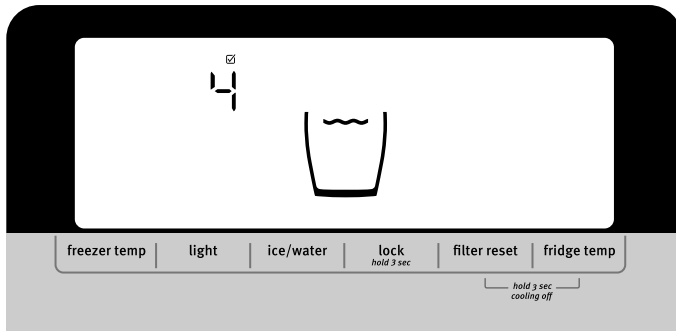 4
freezer temp light ice/water lock filter reset fridge temp
hold 3 sec
hold 3 sec
cooling off